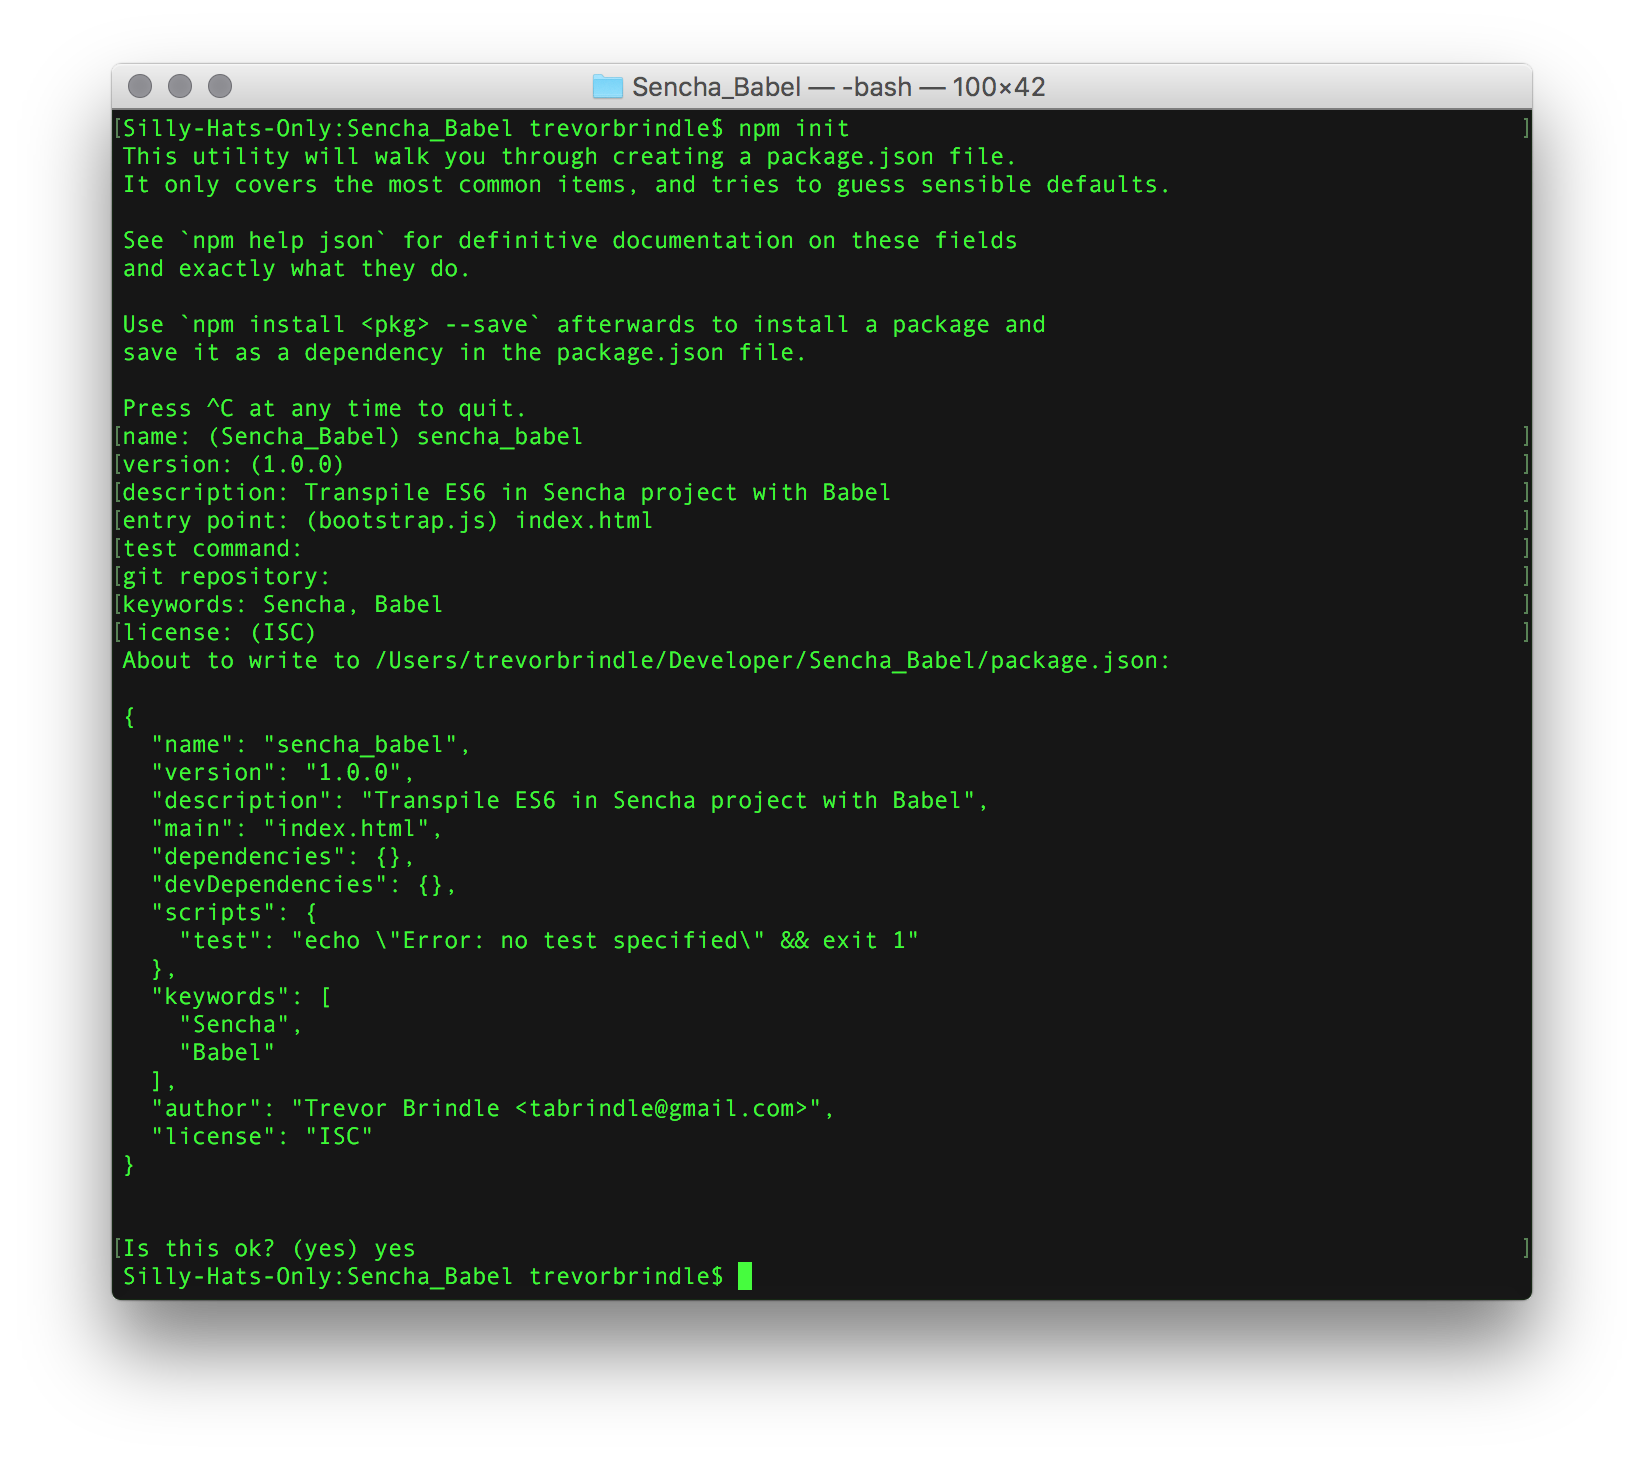 Sencha_Babel — -bash — 100×42
[Silly-Hats-Only:Sencha_Babel trevorbrindle$ npm init ]
This utility will walk you through creating a package.json file.
It only covers the most common items, and tries to guess sensible defaults.
See `npm help json` for definitive documentation on these fields
and exactly what they do.
Use `npm install <pkg> --save` afterwards to install a package and
save it as a dependency in the package.json file.
Press ^C at any time to quit.
[name: (Sencha_Babel) sencha_babel ]
[version: (1.0.0) ]
[description: Transpile ES6 in Sencha project with Babel ]
[entry point: (bootstrap.js) index.html ]
[test command: ]
[git repository: ]
[keywords: Sencha, Babel ]
[license: (ISC) ]
About to write to /Users/trevorbrindle/Developer/Sencha_Babel/package.json:
{
  "name": "sencha_babel",
  "version": "1.0.0",
  "description": "Transpile ES6 in Sencha project with Babel",
  "main": "index.html",
  "dependencies": {},
  "devDependencies": {},
  "scripts": {
    "test": "echo \"Error: no test specified\" && exit 1"
  },
  "keywords": [
    "Sencha",
    "Babel"
  ],
  "author": "Trevor Brindle <tabrindle@gmail.com>",
  "license": "ISC"
}
[Is this ok? (yes) yes ]
Silly-Hats-Only:Sencha_Babel trevorbrindle$